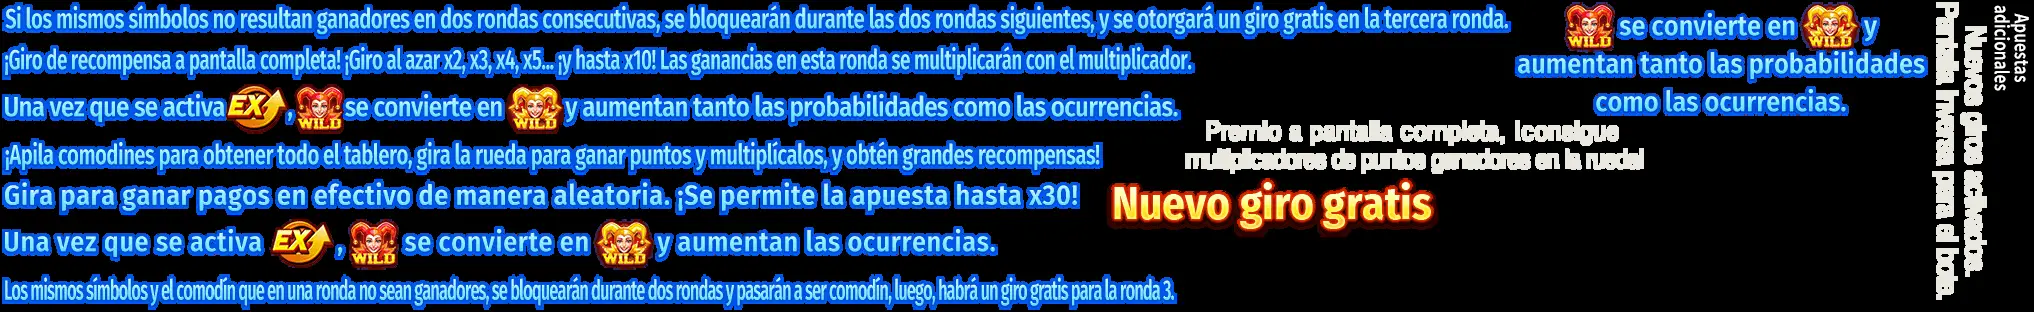 Si los mismos símbolos no resultan ganadores en dos rondas consecutivas, se bloquearán durante las dos rondas siguientes, y se otorgará un giro gratis en la tercera ronda.
¡Giro de recompensa a pantalla completa! ¡Giro al azar x2, x3, x4, x5... ¡y hasta x10! Las ganancias en esta ronda se multiplicarán con el multiplicador.
Una vez que se activa EX, WILD se convierte en WILD y aumentan tanto las probabilidades como las ocurrencias.
¡Apila comodines para obtener todo el tablero, gira la rueda para ganar puntos y multiplícalos, y obtén grandes recompensas!
Gira para ganar pagos en efectivo de manera aleatoria. ¡Se permite la apuesta hasta x30!
Una vez que se activa EX, WILD se convierte en WILD y aumentan las ocurrencias.
Los mismos símbolos y el comodín que en una ronda no sean ganadores, se bloquearán durante dos rondas y pasarán a ser comodín, luego, habrá un giro gratis para la ronda 3.
WILD se convierte en WILD y
aumentan tanto las probabilidades
como las ocurrencias.
Premio a pantalla completa, ¡consigue
multiplicadores de puntos ganadores en la rueda!
Nuevo giro gratis
Apuestas
adicionales
Nuevos giros activados.
Pantalla inversa para el bote.